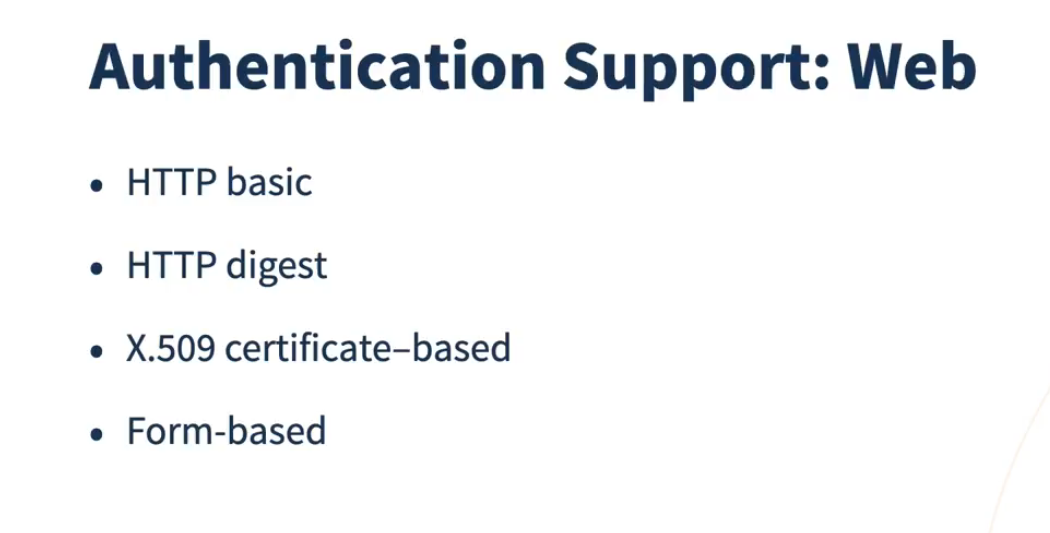 Authentication Support: Web
• HTTP basic
• HTTP digest
• X.509 certificate–based
• Form-based